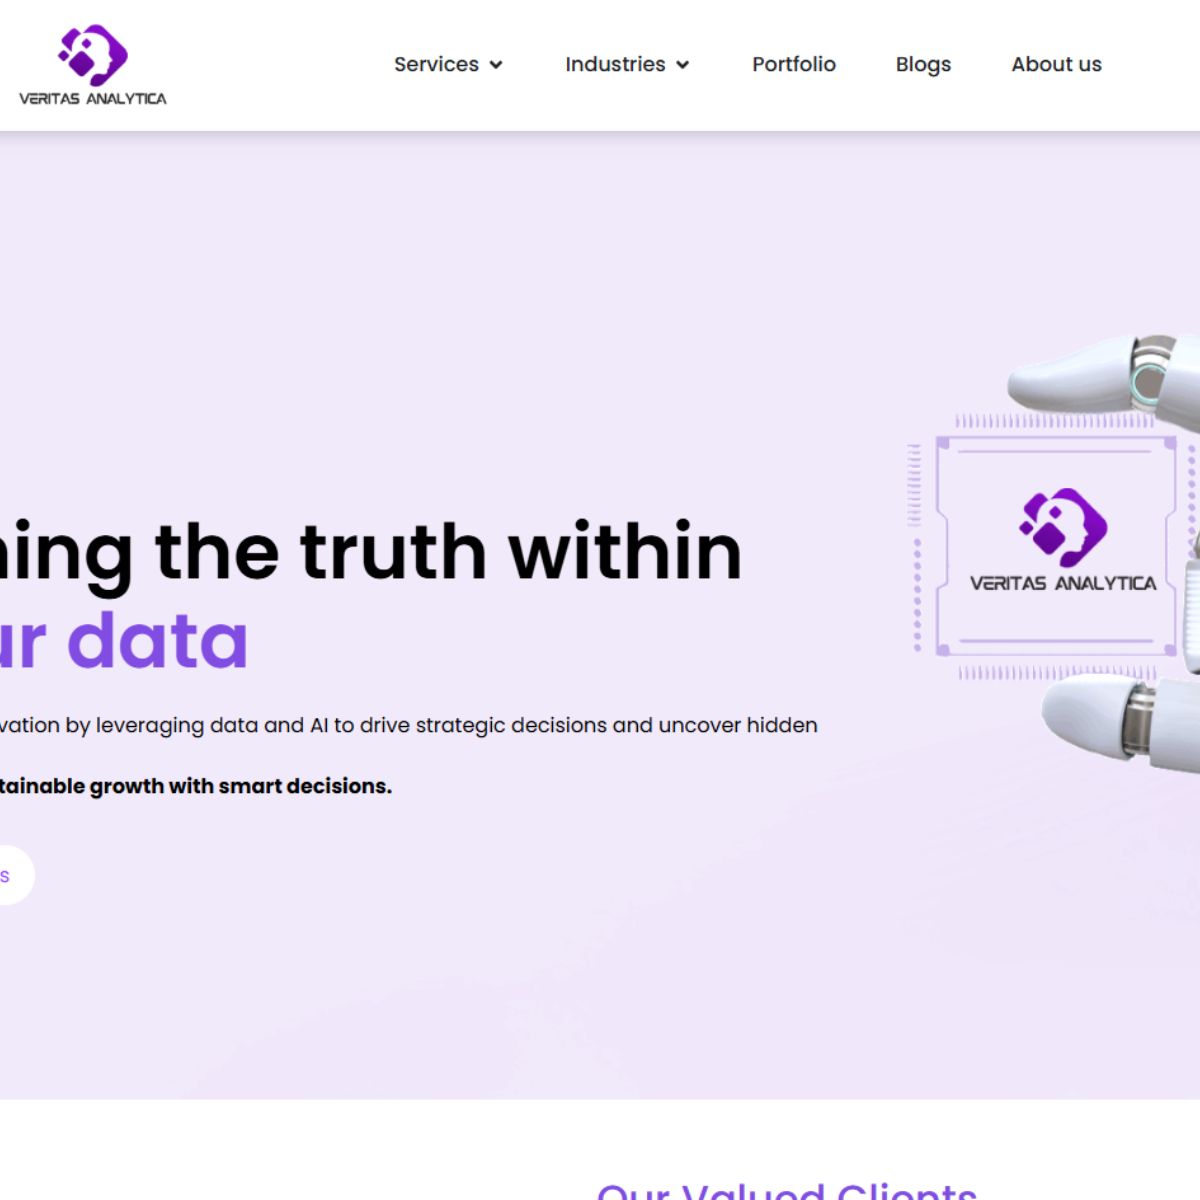 VERITAS ANALYTICA
Services
Industries
Portfolio
Blogs
About us
ing the truth within
ur data
VERITAS ANALYTICA
vation by leveraging data and AI to drive strategic decisions and uncover hidden
tainable growth with smart decisions.
s
Our Valued Clients